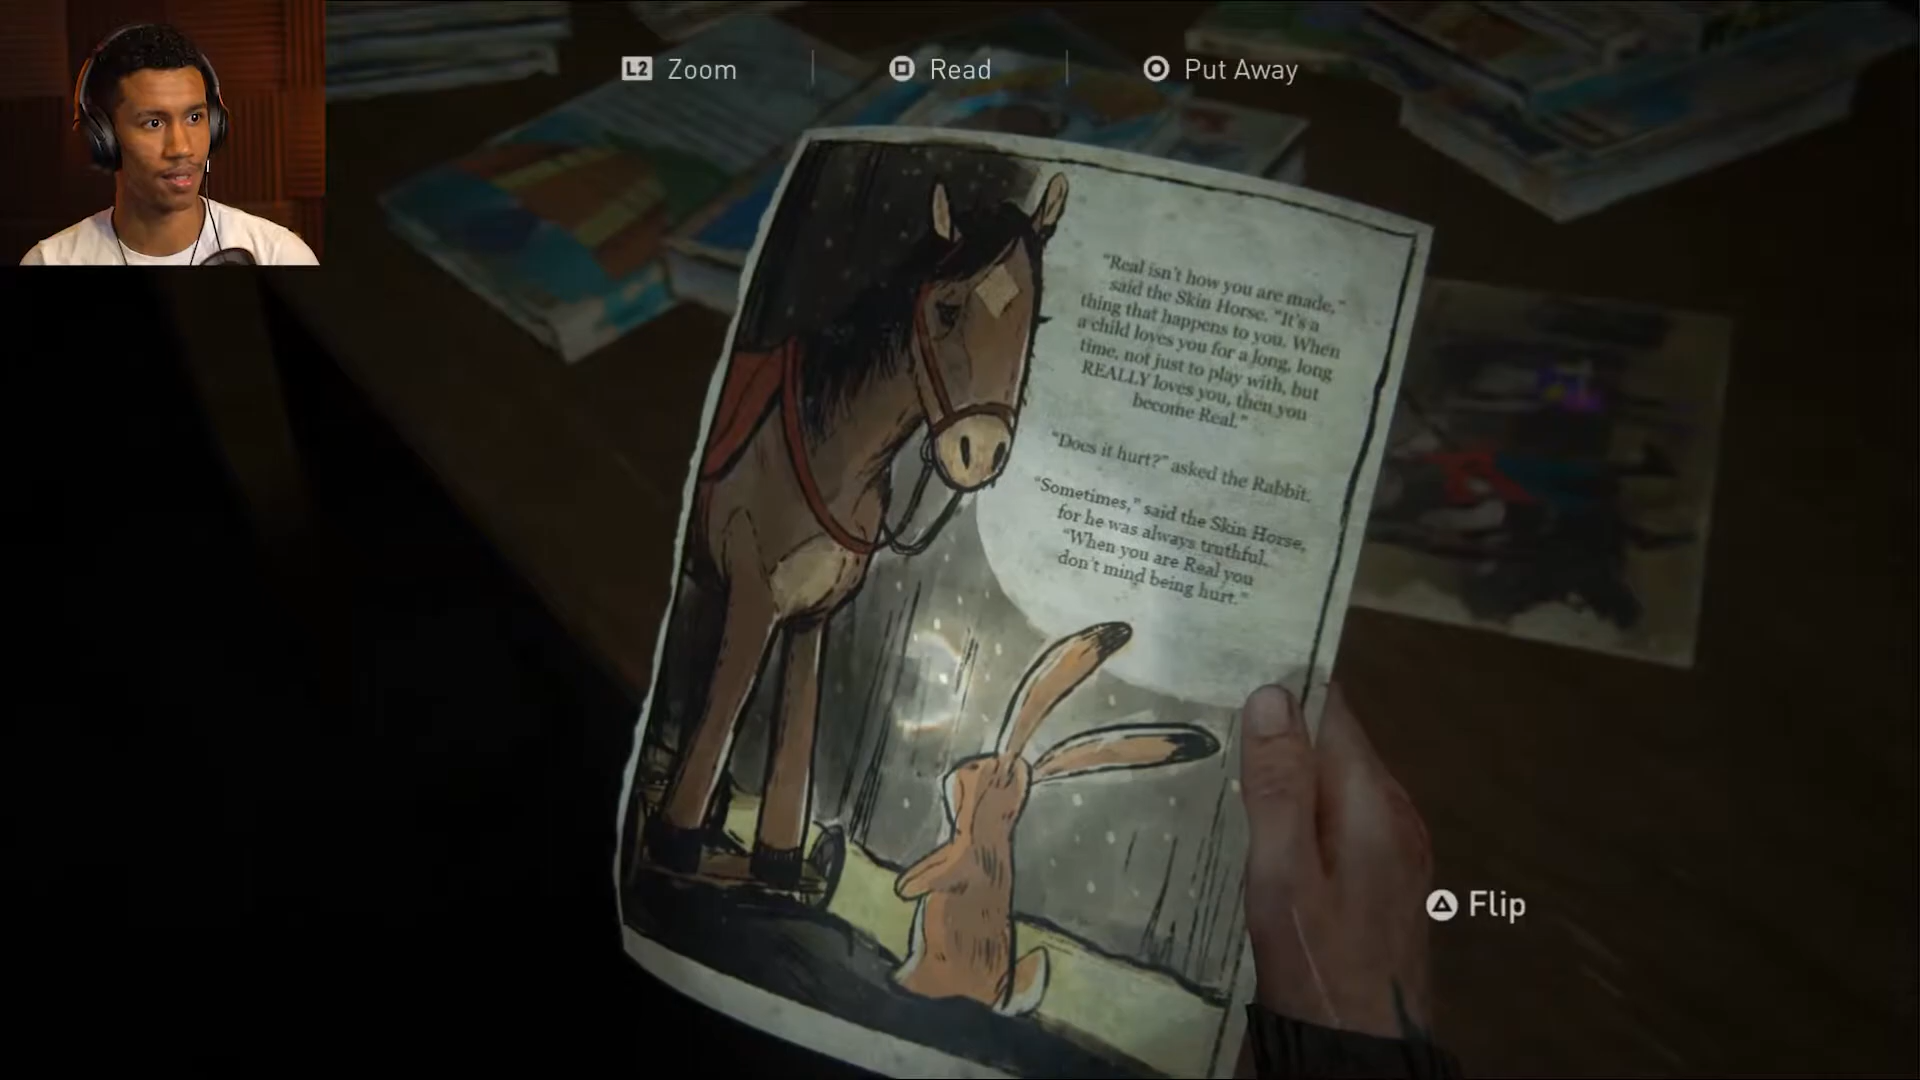 L2 Zoom
Read
Put Away
"Real isn't how you are made,"
said the Skin Horse. "It's a
thing that happens to you. When
a child loves you for a long, long
time, not just to play with, but
REALLY loves you, then you
become Real."
"Does it hurt?" asked the Rabbit.
"Sometimes," said the Skin Horse,
for he was always truthful.
"When you are Real you
don't mind being hurt."
Flip